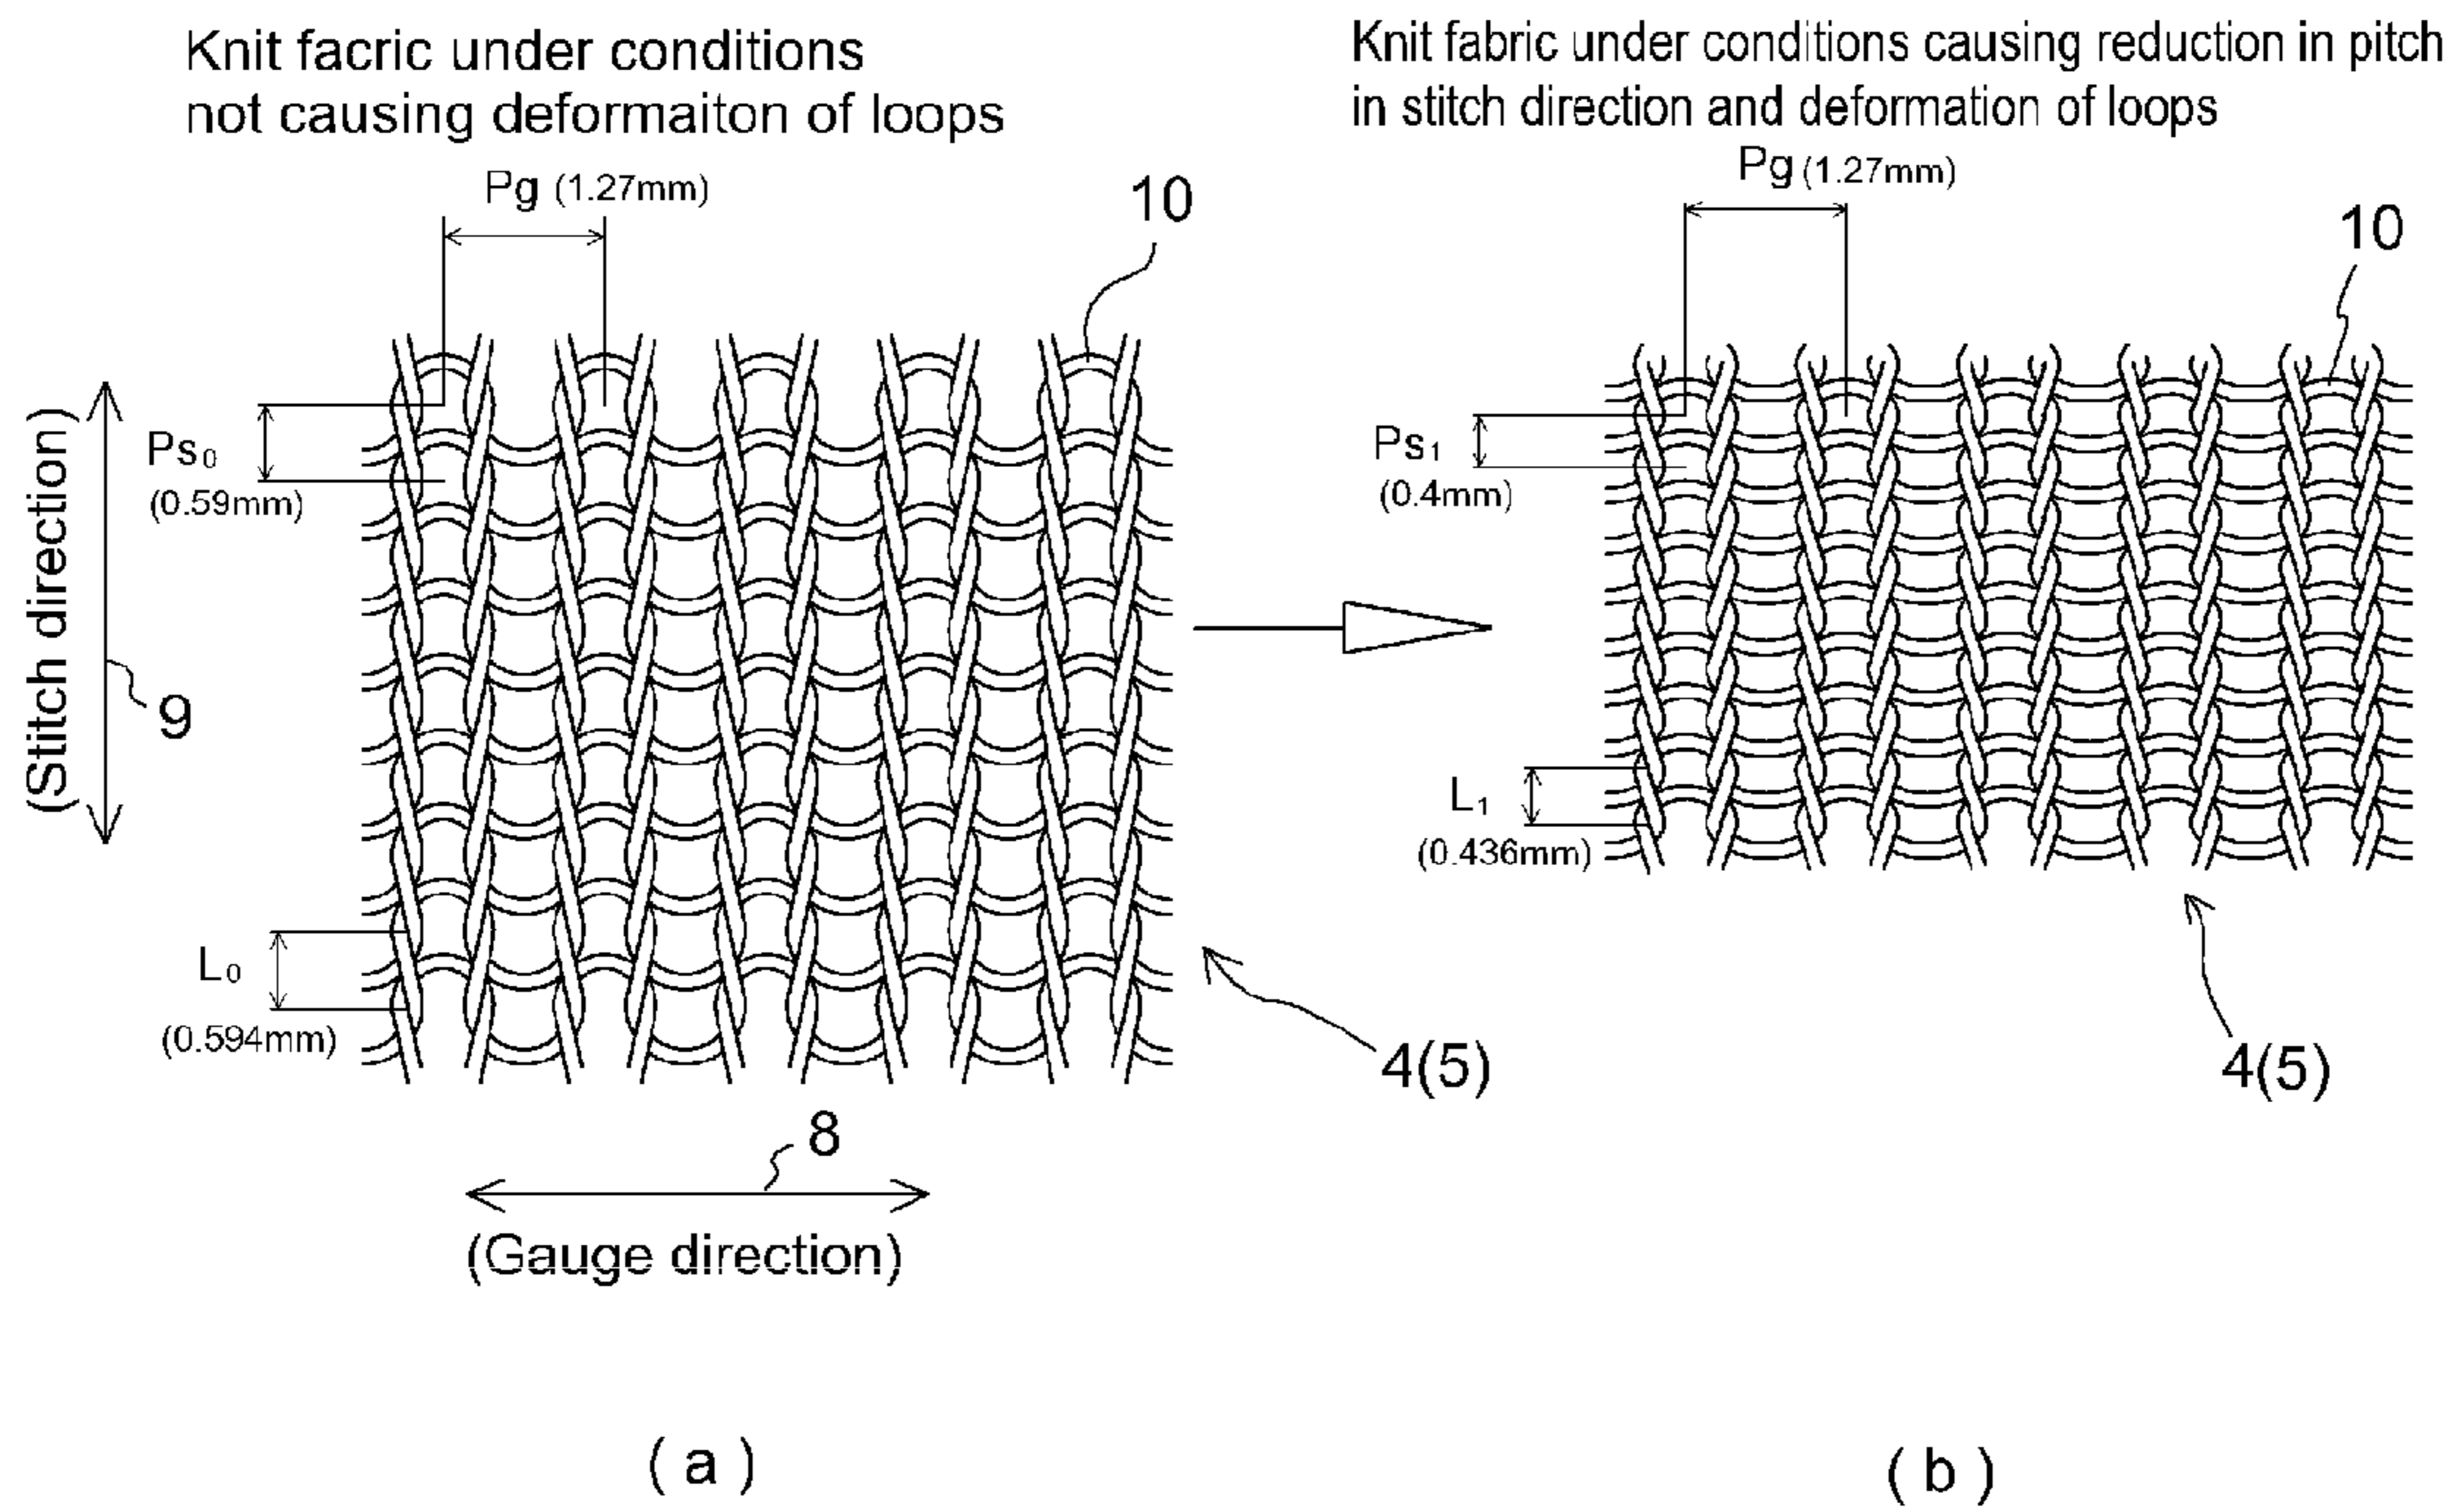 Knit facric under conditions
not causing deformaiton of loops
Pg (1.27mm)
10
Ps₀
(0.59mm)
(Stitch direction)
9
L₀
(0.594mm)
4(5)
8
(Gauge direction)
( a )
Knit fabric under conditions causing reduction in pitch
in stitch direction and deformation of loops
Pg (1.27mm)
10
Ps₁
(0.4mm)
L₁
(0.436mm)
4(5)
( b )